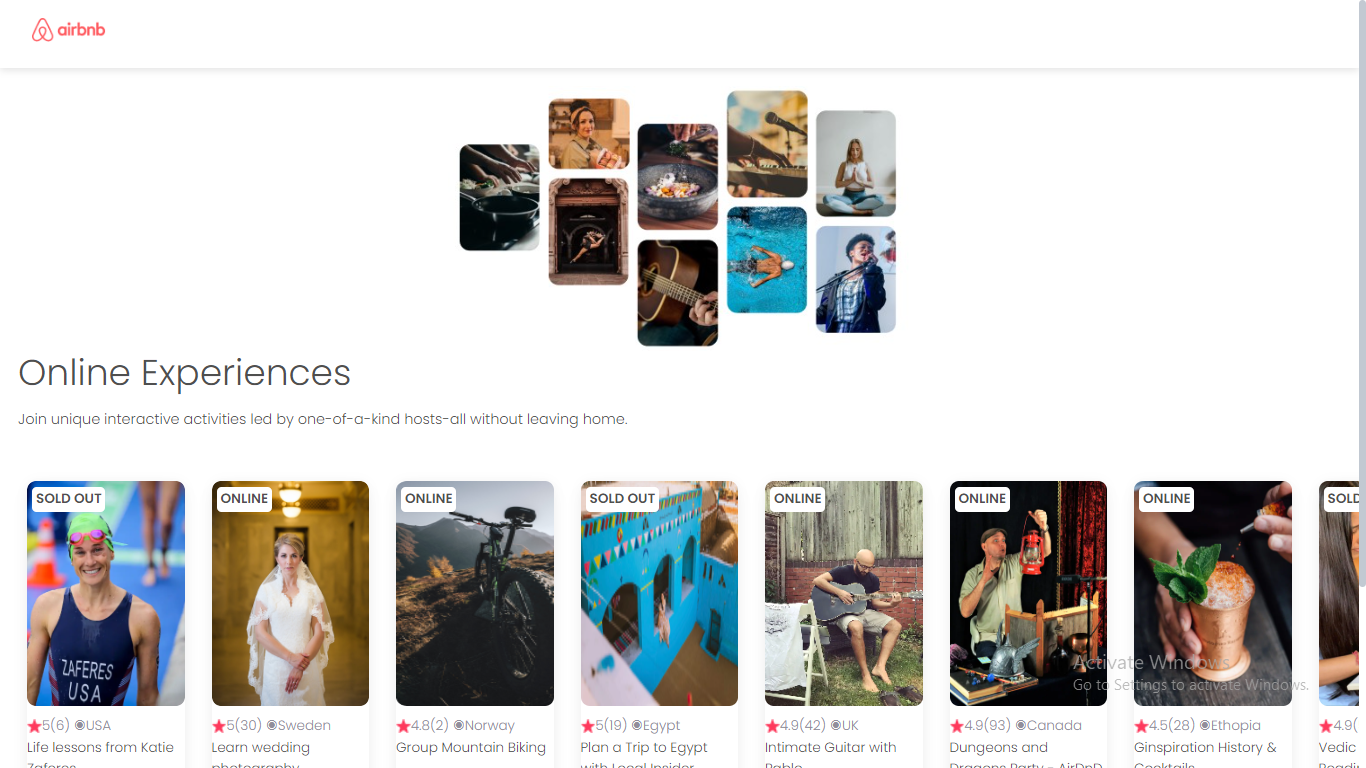 airbnb
Online Experiences
Join unique interactive activities led by one-of-a-kind hosts-all without leaving home.
SOLD OUT
ONLINE
ONLINE
SOLD OUT
ONLINE
ONLINE
ONLINE
SOLD
ZAFERES
USA
Activate Windows
Go to Settings to activate Windows.
5(6) USA
5(30) Sweden
4.8(2) Norway
5(19) Egypt
4.9(42) UK
4.9(93) Canada
4.5(28) Ethopia
4.9(
Life lessons from Katie
Zaferes
Learn wedding
photography
Group Mountain Biking
Plan a Trip to Egypt
with Local Insider
Intimate Guitar with
Pablo
Dungeons and
Dragons Party - AirDnD
Ginspiration History &
Cocktails
Vedic